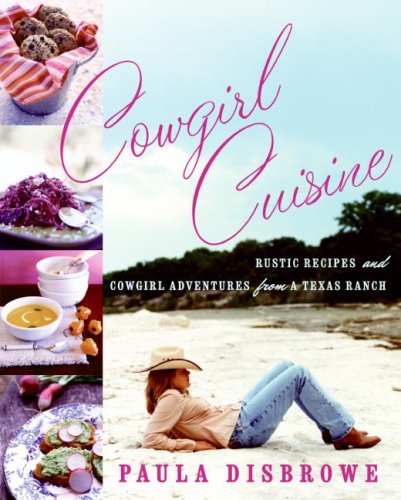 Cowgirl
Cuisine
RUSTIC RECIPES and
COWGIRL ADVENTURES from A TEXAS RANCH
PAULA DISBROWE